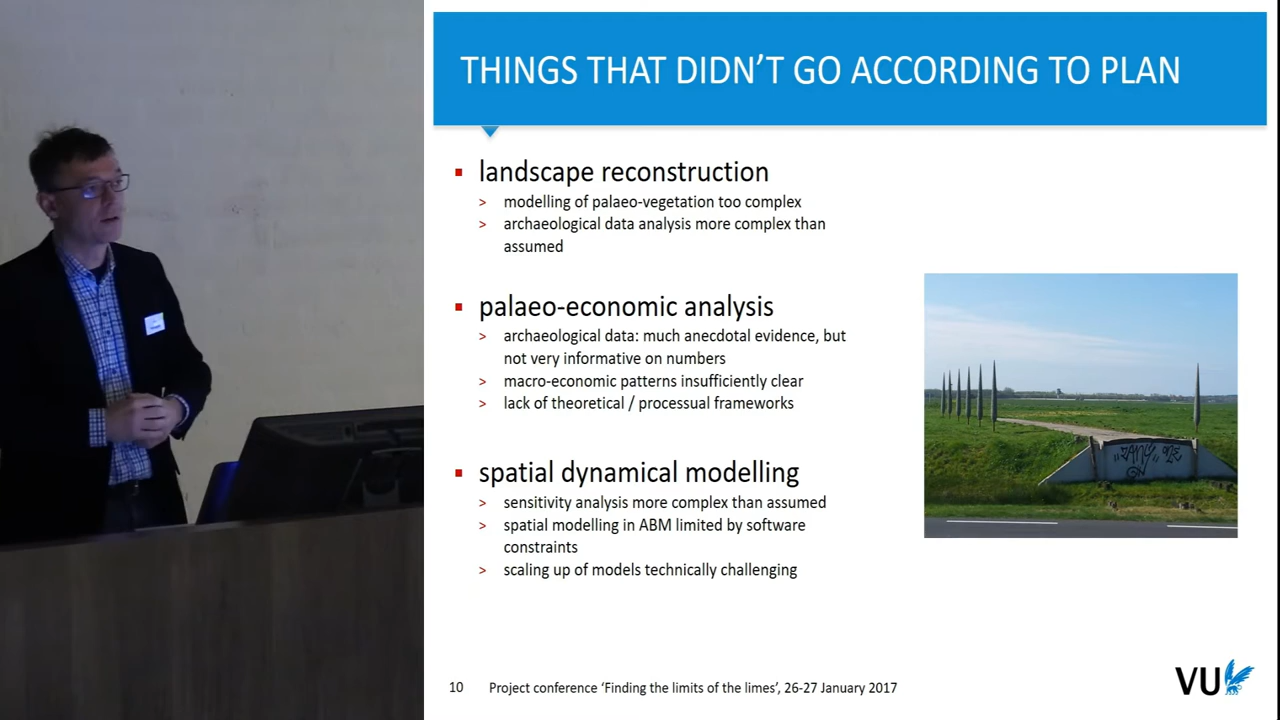 THINGS THAT DIDN'T GO ACCORDING TO PLAN
▪ landscape reconstruction
> modelling of palaeo-vegetation too complex
> archaeological data analysis more complex than
assumed
▪ palaeo-economic analysis
> archaeological data: much anecdotal evidence, but
not very informative on numbers
> macro-economic patterns insufficiently clear
> lack of theoretical / processual frameworks
▪ spatial dynamical modelling
> sensitivity analysis more complex than assumed
> spatial modelling in ABM limited by software
constraints
> scaling up of models technically challenging
10 Project conference 'Finding the limits of the limes', 26-27 January 2017
VU